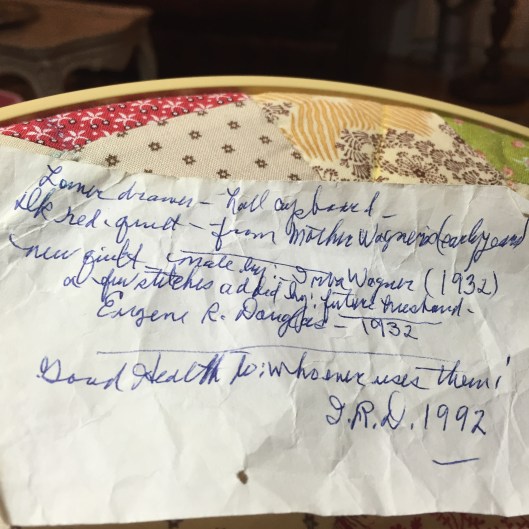 Lower drawer - hall cupboard -
Dk red-quilt - from Mother Wagner's (early years)
new quilt made by: - Wagner (1932)
a few stitches added by: future husband -
Eugene R. Douglas - 1932
Good Health to: whoever uses them!
I.R.D. 1992